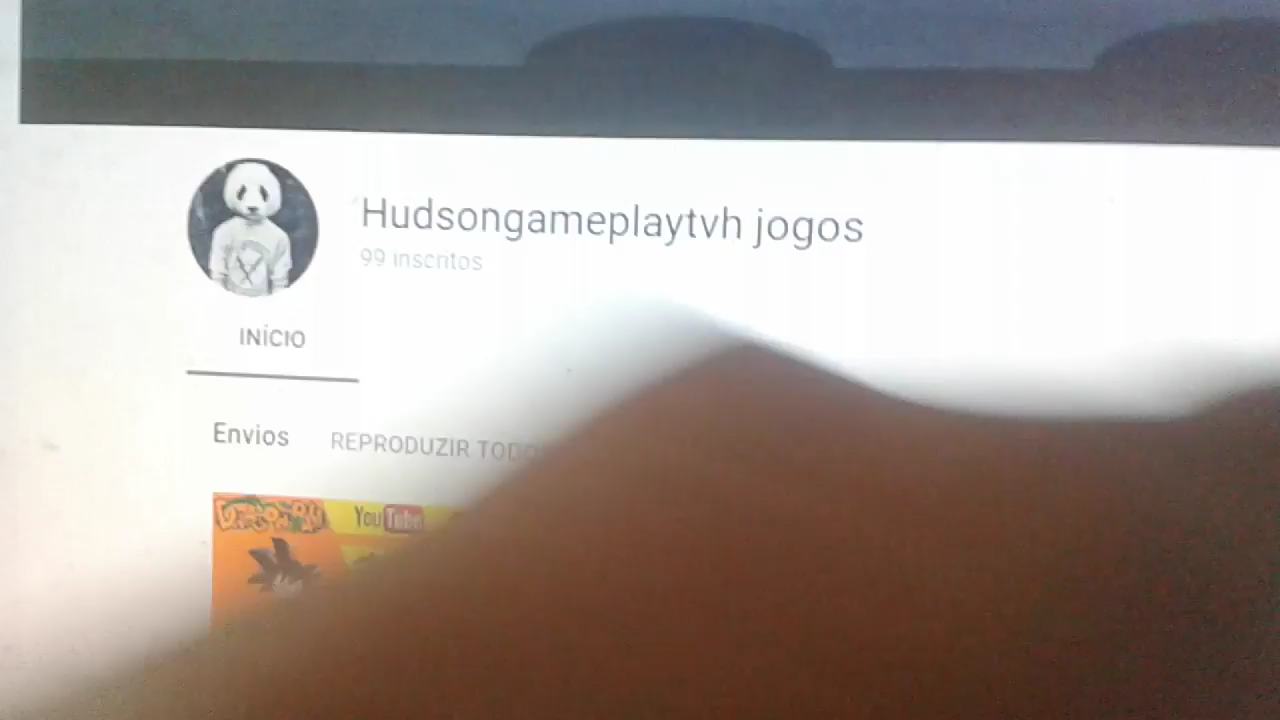 Hudsongameplaytvh jogos
99 inscritos
INÍCIO
Envios REPRODUZIR TODO
YouTube